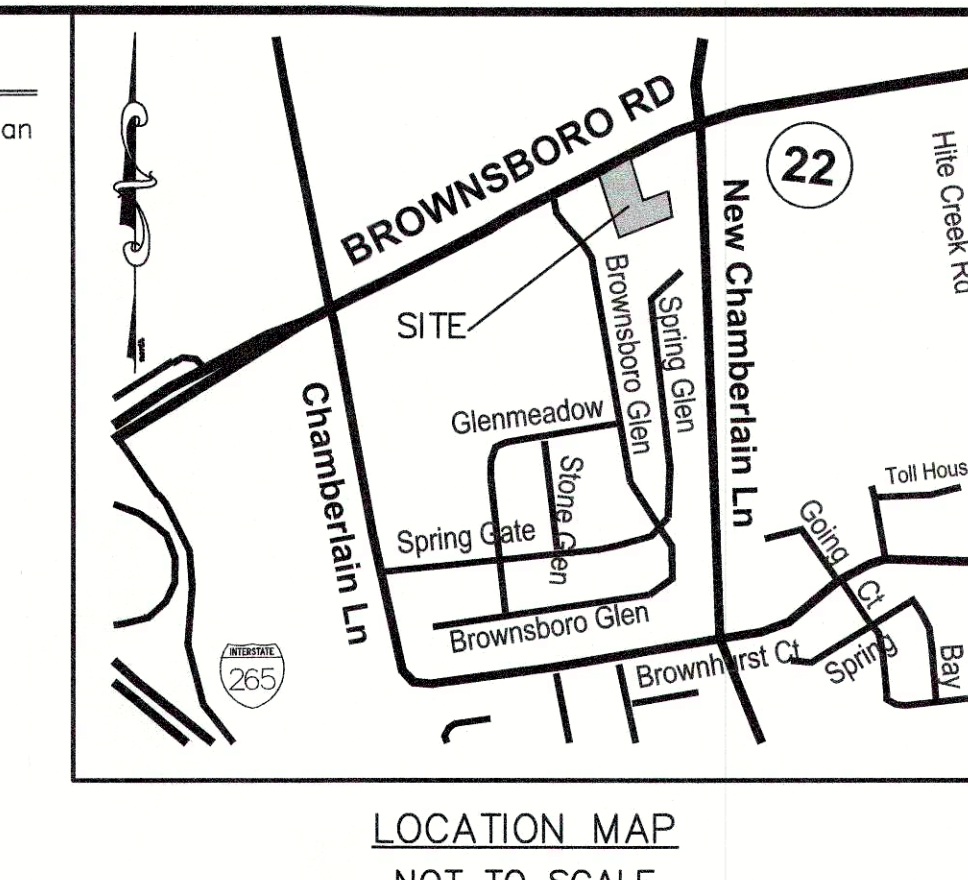 an
BROWNSBORO RD
22
Hite Creek Rd
New Chamberlain Ln
SITE
Brownsboro Glen
Spring Glen
Chamberlain Ln
Glenmeadow
Stone Glen
Toll Hous
Spring Gate
Going Ct
Brownsboro Glen
Brownhurst Ct
Spring
Bay
INTERSTATE
265
LOCATION MAP
NOT TO SCALE